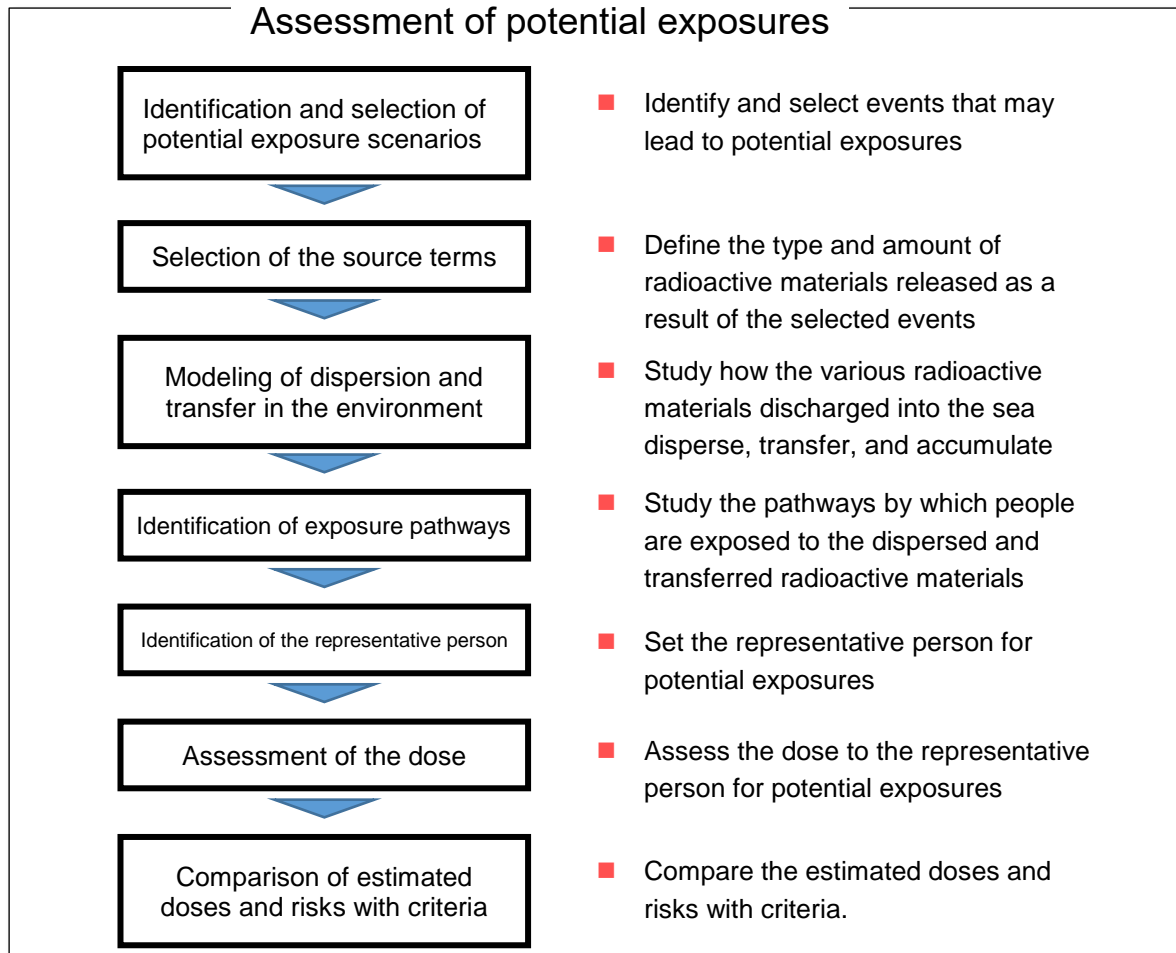 Assessment of potential exposures
Identification and selection of
potential exposure scenarios
Identify and select events that may
lead to potential exposures
Selection of the source terms
Define the type and amount of
radioactive materials released as a
result of the selected events
Modeling of dispersion and
transfer in the environment
Study how the various radioactive
materials discharged into the sea
disperse, transfer, and accumulate
Identification of exposure pathways
Study the pathways by which people
are exposed to the dispersed and
transferred radioactive materials
Identification of the representative person
Set the representative person for
potential exposures
Assessment of the dose
Assess the dose to the representative
person for potential exposures
Comparison of estimated
doses and risks with criteria
Compare the estimated doses and
risks with criteria.